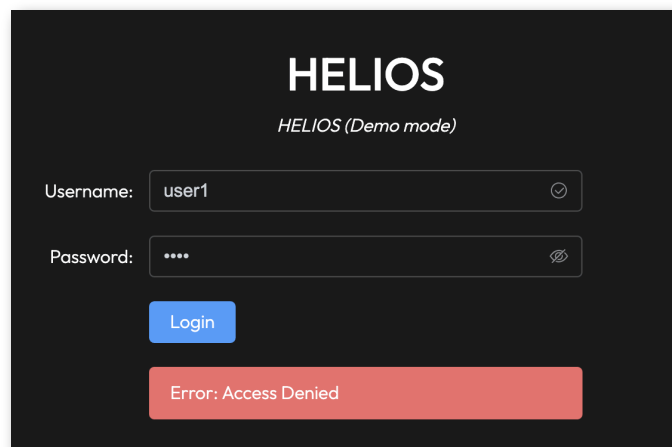 HELIOS
HELIOS (Demo mode)
Username: user1
Password: ••••
Login
Error: Access Denied